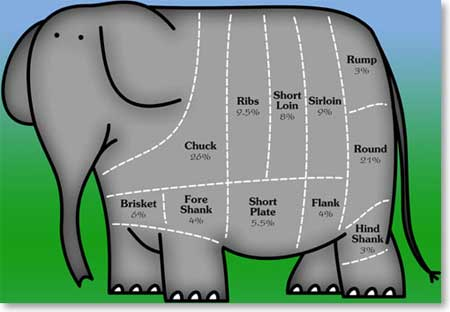 Rump
3%
Ribs
9.5%
Short
Loin
8%
Sirloin
9%
Chuck
26%
Round
21%
Brisket
6%
Fore
Shank
4%
Short
Plate
5.5%
Flank
4%
Hind
Shank
3%